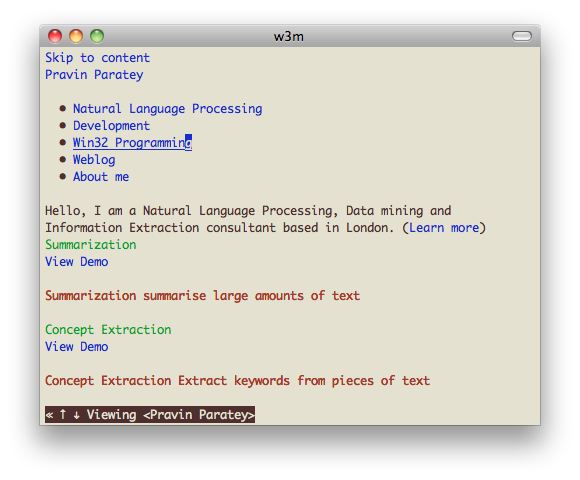 w3m
Skip to content
Pravin Paratey
• Natural Language Processing
• Development
• Win32 Programming
• Weblog
• About me
Hello, I am a Natural Language Processing, Data mining and
Information Extraction consultant based in London. (Learn more)
Summarization
View Demo
Summarization summarise large amounts of text
Concept Extraction
View Demo
Concept Extraction Extract keywords from pieces of text
« ↑ ↓ Viewing <Pravin Paratey>